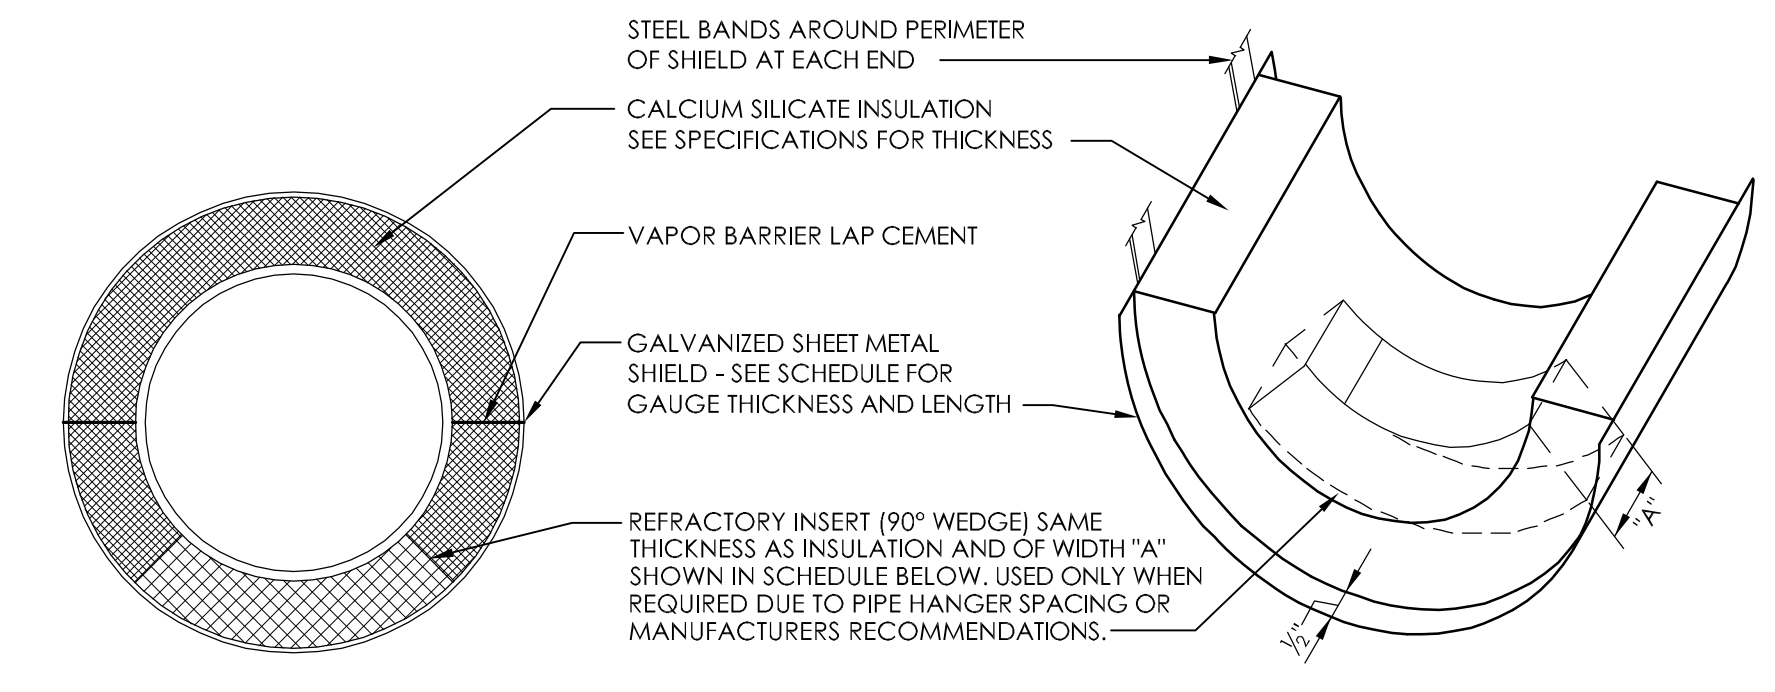 STEEL BANDS AROUND PERIMETER
OF SHIELD AT EACH END
CALCIUM SILICATE INSULATION
SEE SPECIFICATIONS FOR THICKNESS
VAPOR BARRIER LAP CEMENT
GALVANIZED SHEET METAL
SHIELD - SEE SCHEDULE FOR
GAUGE THICKNESS AND LENGTH
REFRACTORY INSERT (90° WEDGE) SAME
THICKNESS AS INSULATION AND OF WIDTH "A"
SHOWN IN SCHEDULE BELOW. USED ONLY WHEN
REQUIRED DUE TO PIPE HANGER SPACING OR
MANUFACTURERS RECOMMENDATIONS.
"A"
1/2"